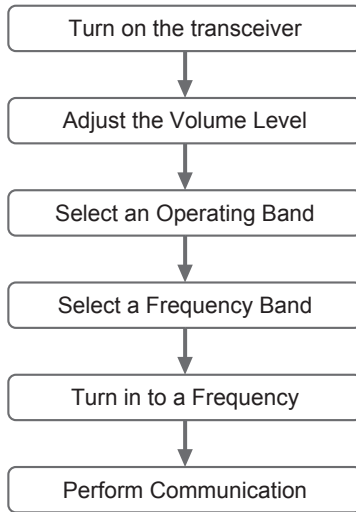 Turn on the transceiver
Adjust the Volume Level
Select an Operating Band
Select a Frequency Band
Turn in to a Frequency
Perform Communication